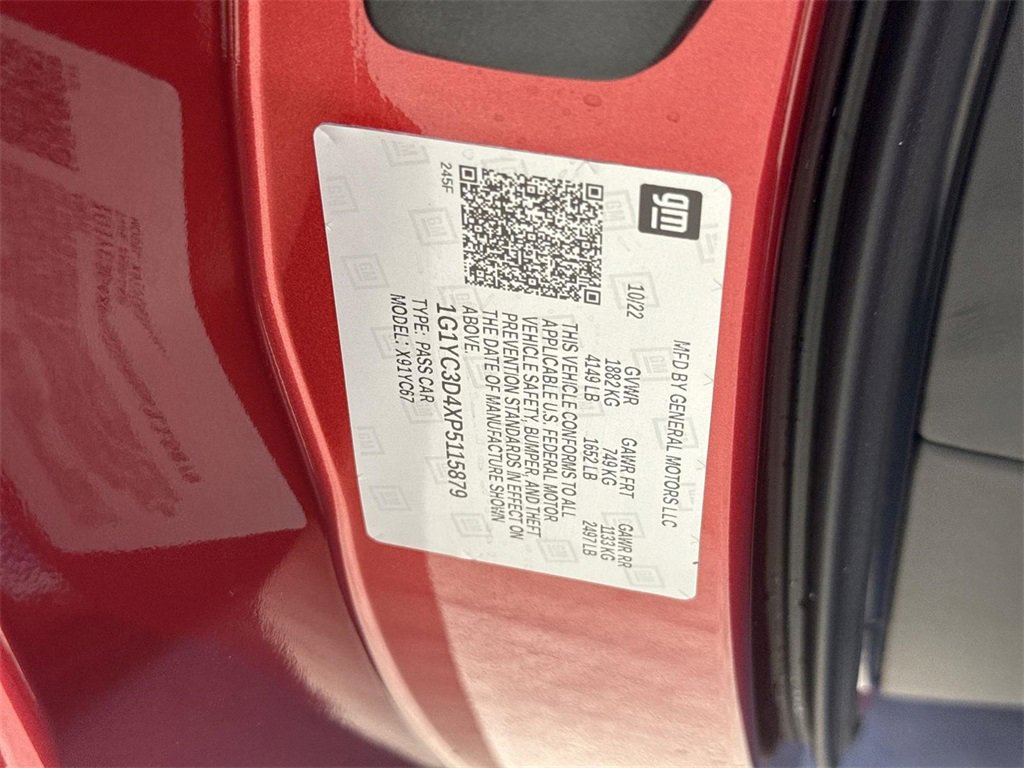 gm
MFD BY GENERAL MOTORS LLC
10/22 GVWR GAWR FRT GAWR RR
1882 KG 749 KG 1133 KG
4149 LB 1652 LB 2497 LB
THIS VEHICLE CONFORMS TO ALL
APPLICABLE U.S. FEDERAL MOTOR
VEHICLE SAFETY, BUMPER, AND THEFT
PREVENTION STANDARDS IN EFFECT ON
THE DATE OF MANUFACTURE SHOWN
ABOVE.
1G1YC3D4XP5115879
TYPE: PASS CAR
MODEL: X91YC67
245F